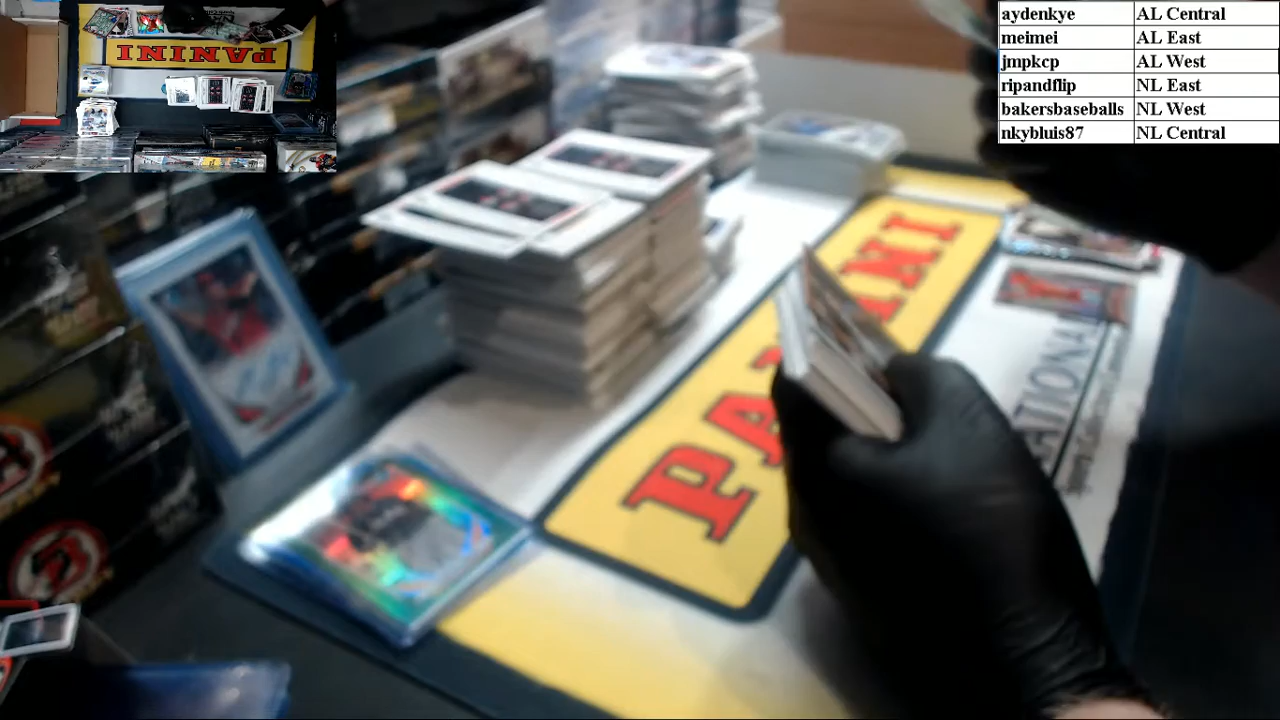 aydenkye AL Central
meimei AL East
jmpkcp AL West
ripandflip NL East
bakersbaseballs NL West
nkybluis87 NL Central
PANINI
PANINI
NATIONAL